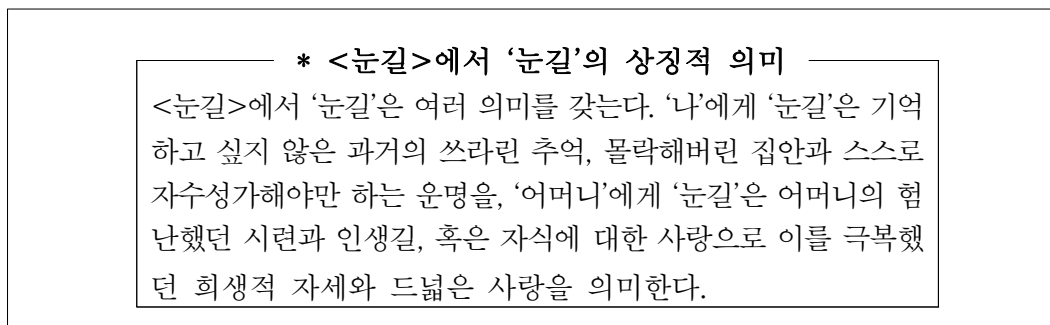 * <눈길>에서 ‘눈길’의 상징적 의미
<눈길>에서 ‘눈길’은 여러 의미를 갖는다. ‘나’에게 ‘눈길’은 기억
하고 싶지 않은 과거의 쓰라린 추억, 몰락해버린 집안과 스스로
자수성가해야만 하는 운명을, ‘어머니’에게 ‘눈길’은 어머니의 험
난했던 시련과 인생길, 혹은 자식에 대한 사랑으로 이를 극복했
던 희생적 자세와 드넓은 사랑을 의미한다.